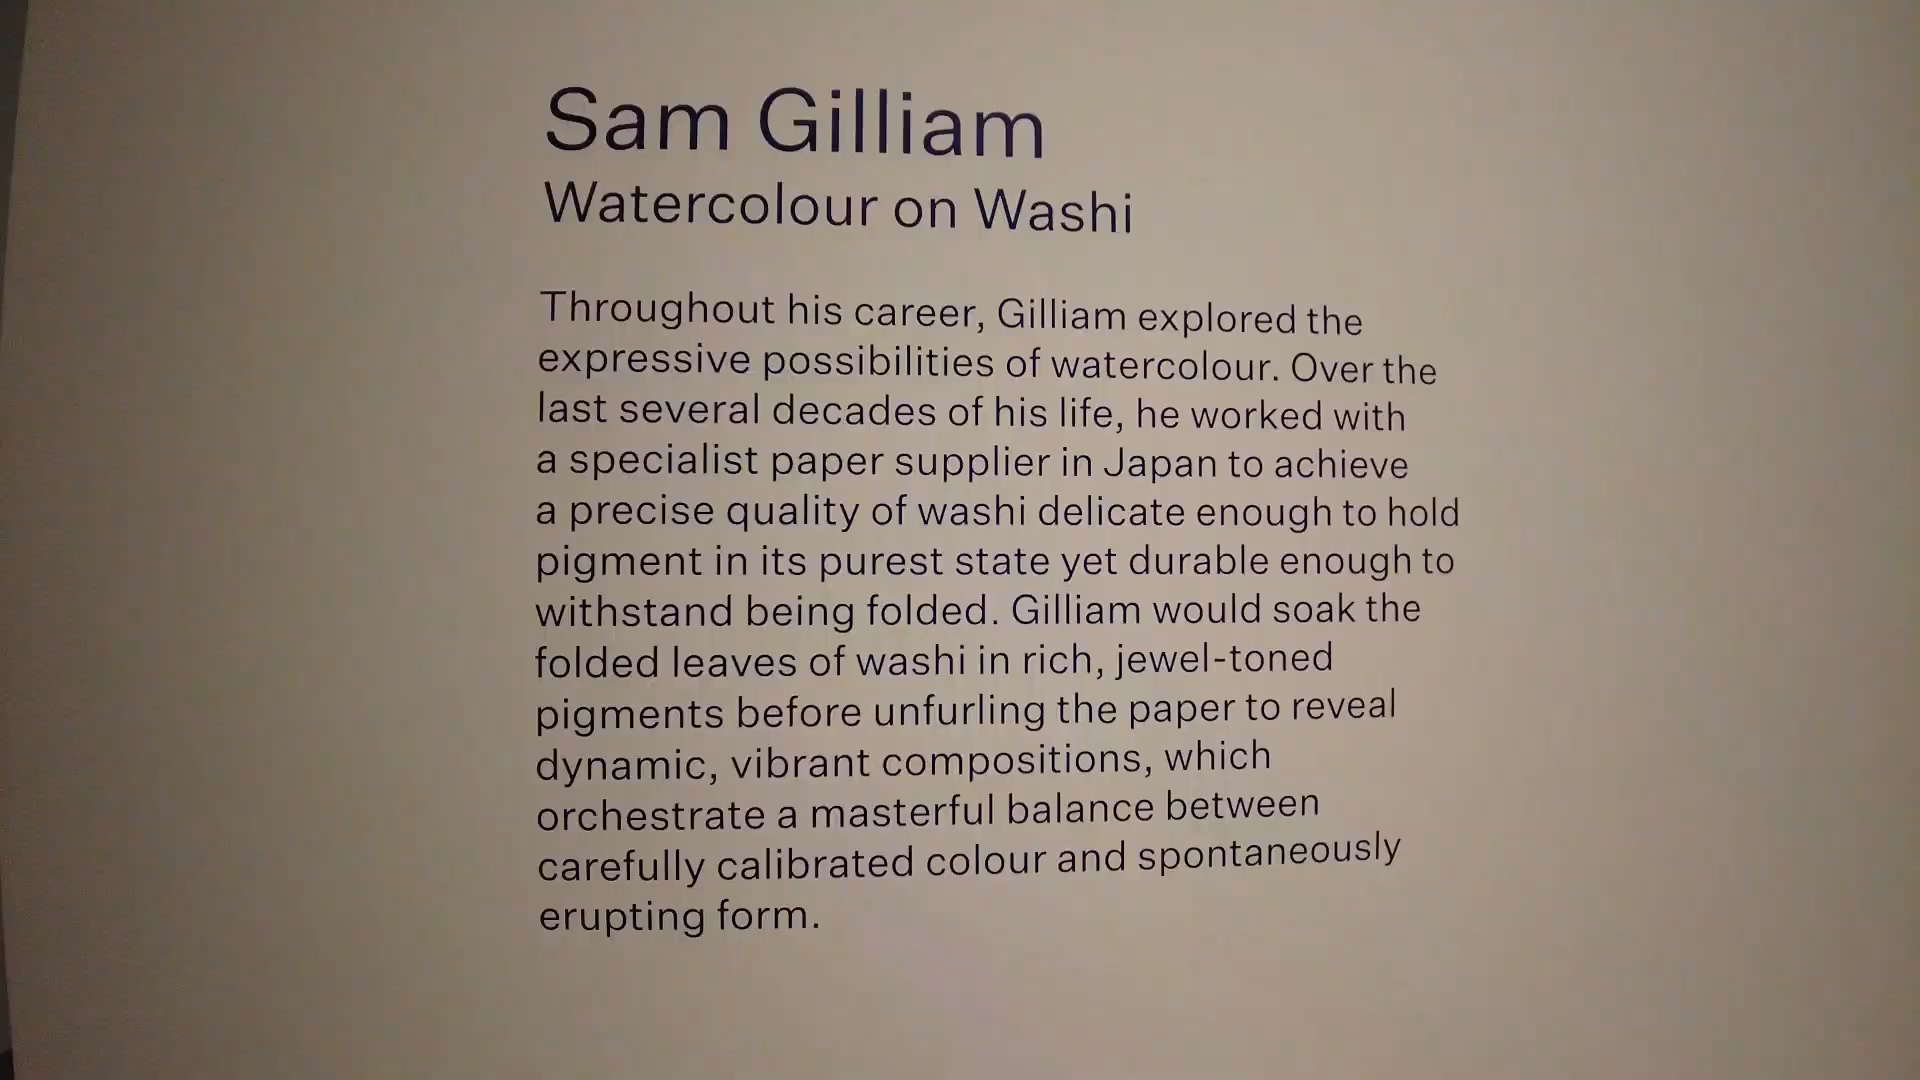 Sam Gilliam
Watercolour on Washi
Throughout his career, Gilliam explored the
expressive possibilities of watercolour. Over the
last several decades of his life, he worked with
a specialist paper supplier in Japan to achieve
a precise quality of washi delicate enough to hold
pigment in its purest state yet durable enough to
withstand being folded. Gilliam would soak the
folded leaves of washi in rich, jewel-toned
pigments before unfurling the paper to reveal
dynamic, vibrant compositions, which
orchestrate a masterful balance between
carefully calibrated colour and spontaneously
erupting form.